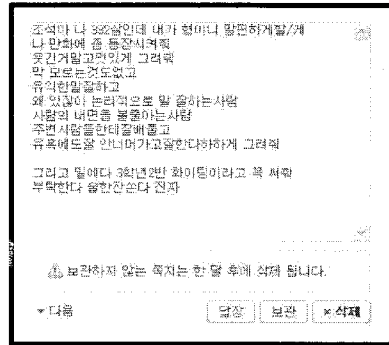 조석아 나 392살인데 내가 형이니 말편하게할게
나 만화에 좀 등장시켜줘
웃긴거말고멋있게 그려줘
막 모르는것도없고
유익한말잘하고
왜 있잖아 논리적으로 말 잘하는사람
사람의 내면을 볼줄아는사람
주변사람들한테잘배풀고
유혹에도잘 안너머가고잘한다하하게 그려줘
그리고 밑에다 3학년2반 화이팅이라고 꼭 써줘
부탁한다 술한잔쏜다 진짜
보관하지 않는 쪽지는 한 달 후에 삭제 됩니다.
▼다음 답장 보관 × 삭제